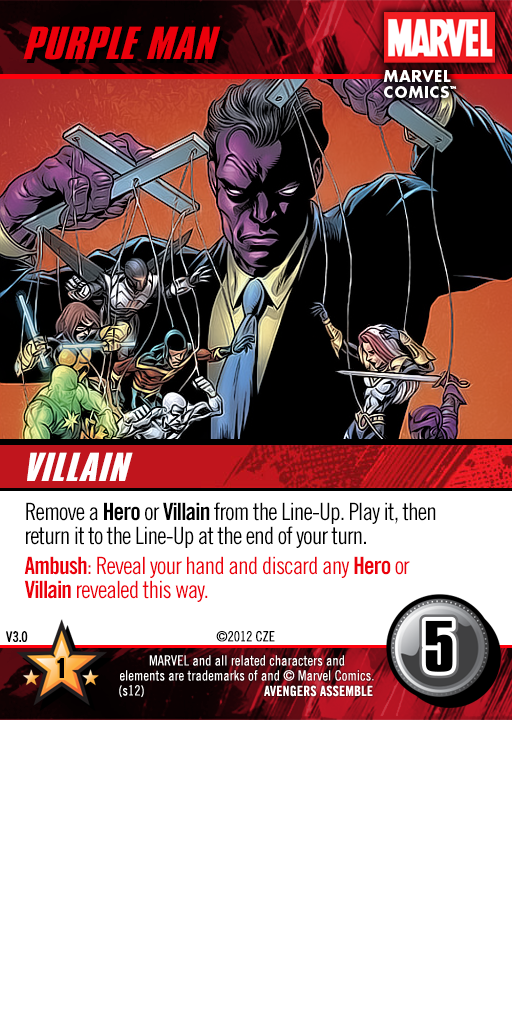 PURPLE MAN
MARVEL
MARVEL
COMICS™
VILLAIN
Remove a Hero or Villain from the Line-Up. Play it, then
return it to the Line-Up at the end of your turn.
Ambush: Reveal your hand and discard any Hero or
Villain revealed this way.
V3.0
©2012 CZE
5
1
MARVEL and all related characters and
elements are trademarks of and © Marvel Comics.
(s12)
AVENGERS ASSEMBLE